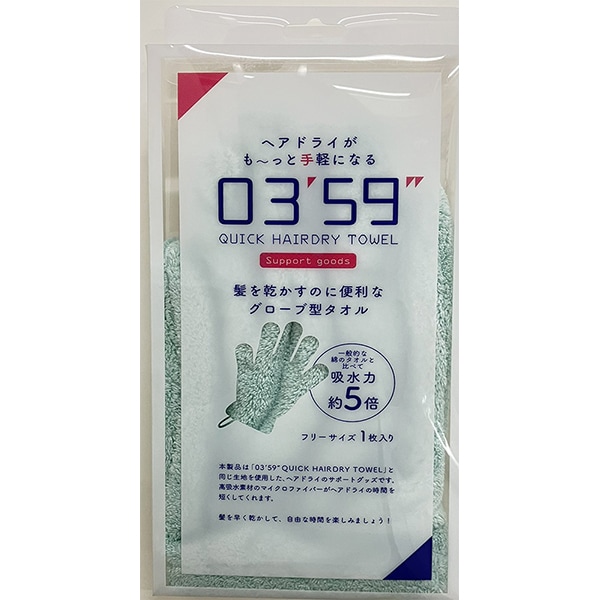 ヘアドライが
も〜っと手軽になる
03′59″
QUICK HAIRDRY TOWEL
Support goods
髪を乾かすのに便利な
グローブ型タオル
一般的な
綿のタオルと
比べて
吸水力
約5倍
フリーサイズ 1枚入り
本製品は「03′59″QUICK HAIRDRY TOWEL」と
同じ生地を使用した、ヘアドライのサポートグッズです。
高吸水素材のマイクロファイバーがヘアドライの時間を
短くしてくれます。
髪を早く乾かして、自由な時間を楽しみましょう!